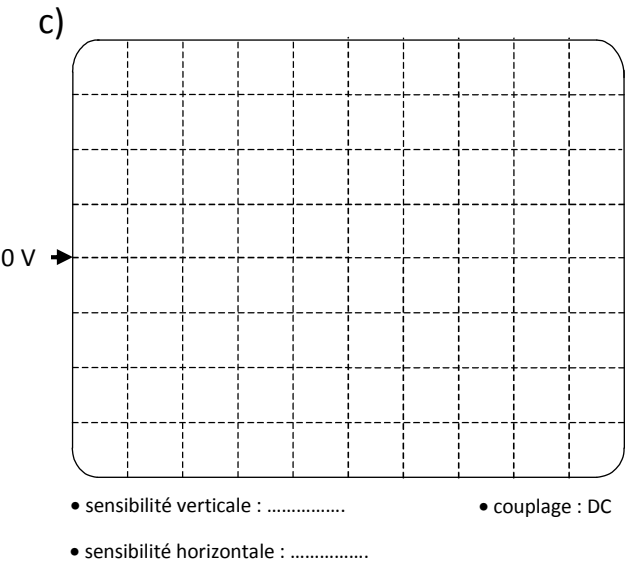 c)
0 V
• sensibilité verticale : ................ • couplage : DC
• sensibilité horizontale : ................